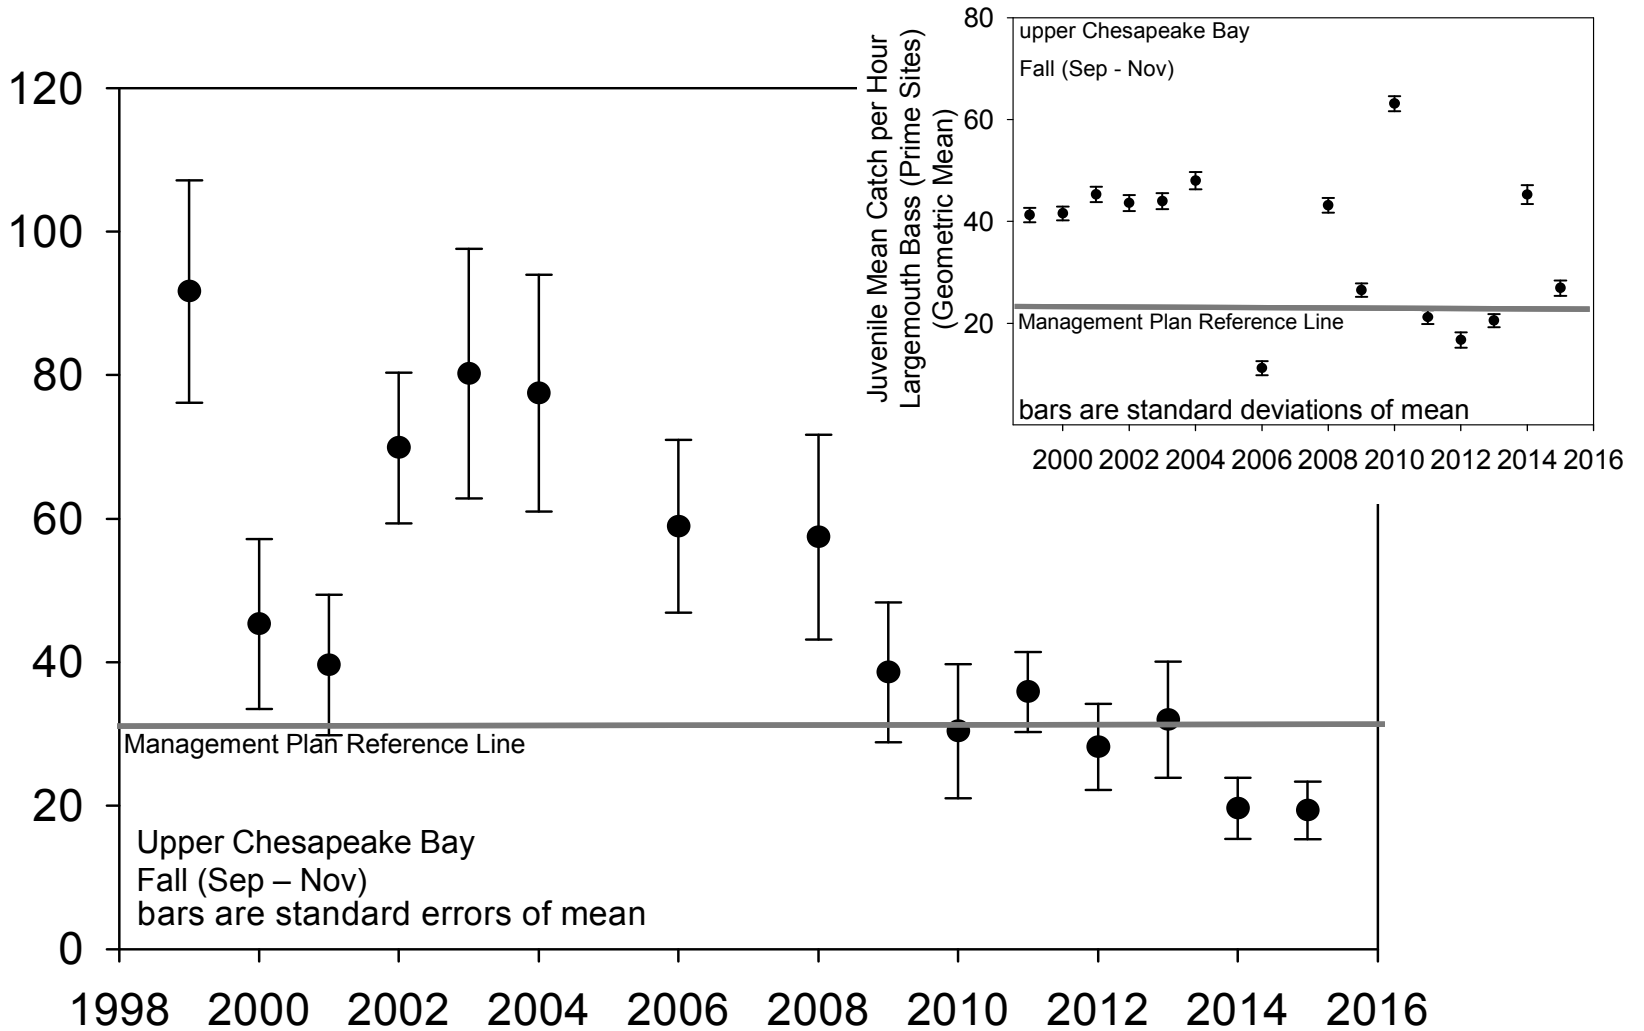 120
100
80
60
40
20
0
1998 2000 2002 2004 2006 2008 2010 2012 2014 2016
Management Plan Reference Line
Upper Chesapeake Bay
Fall (Sep – Nov)
bars are standard errors of mean
Juvenile Mean Catch per Hour
Largemouth Bass (Prime Sites)
(Geometric Mean)
80
60
40
20
upper Chesapeake Bay
Fall (Sep - Nov)
Management Plan Reference Line
bars are standard deviations of mean
2000 2002 2004 2006 2008 2010 2012 2014 2016